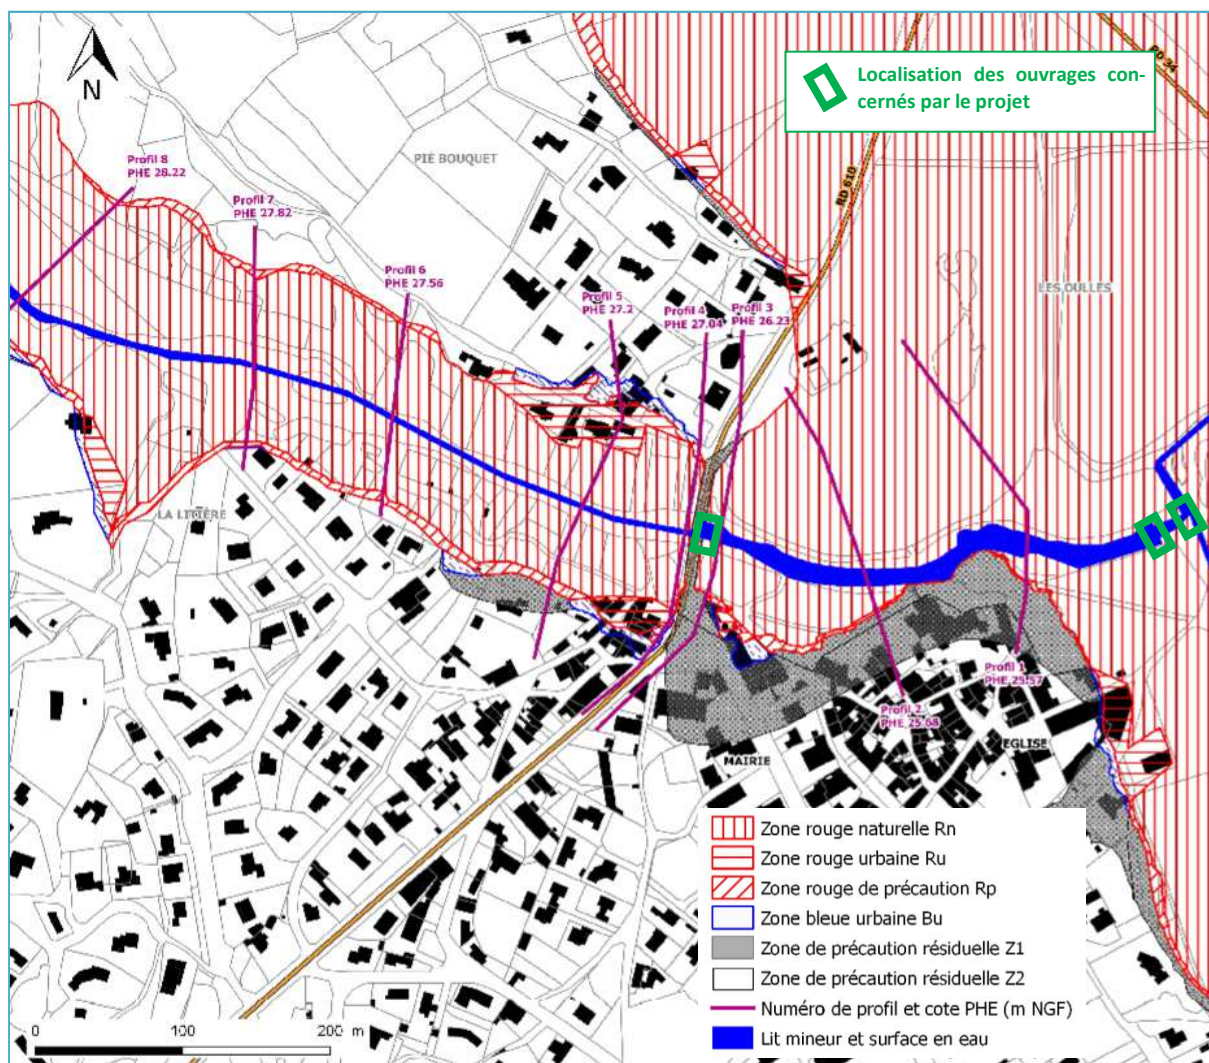 N
Localisation des ouvrages con-
cernés par le projet
RD 34
PIÉ BOUQUET
Profil 8
PHE 28.22
Profil 7
PHE 27.82
RD 610
Profil 6
PHE 27.56
LES OULLES
Profil 5
PHE 27.2
Profil 4
PHE 27.04
Profil 3
PHE 26.23
LA LITIÈRE
Profil 1
PHE 25.57
Profil 2
PHE 25.68
EGLISE
MAIRIE
Zone rouge naturelle Rn
Zone rouge urbaine Ru
Zone rouge de précaution Rp
Zone bleue urbaine Bu
Zone de précaution résiduelle Z1
Zone de précaution résiduelle Z2
Numéro de profil et cote PHE (m NGF)
Lit mineur et surface en eau
0 100 200 m